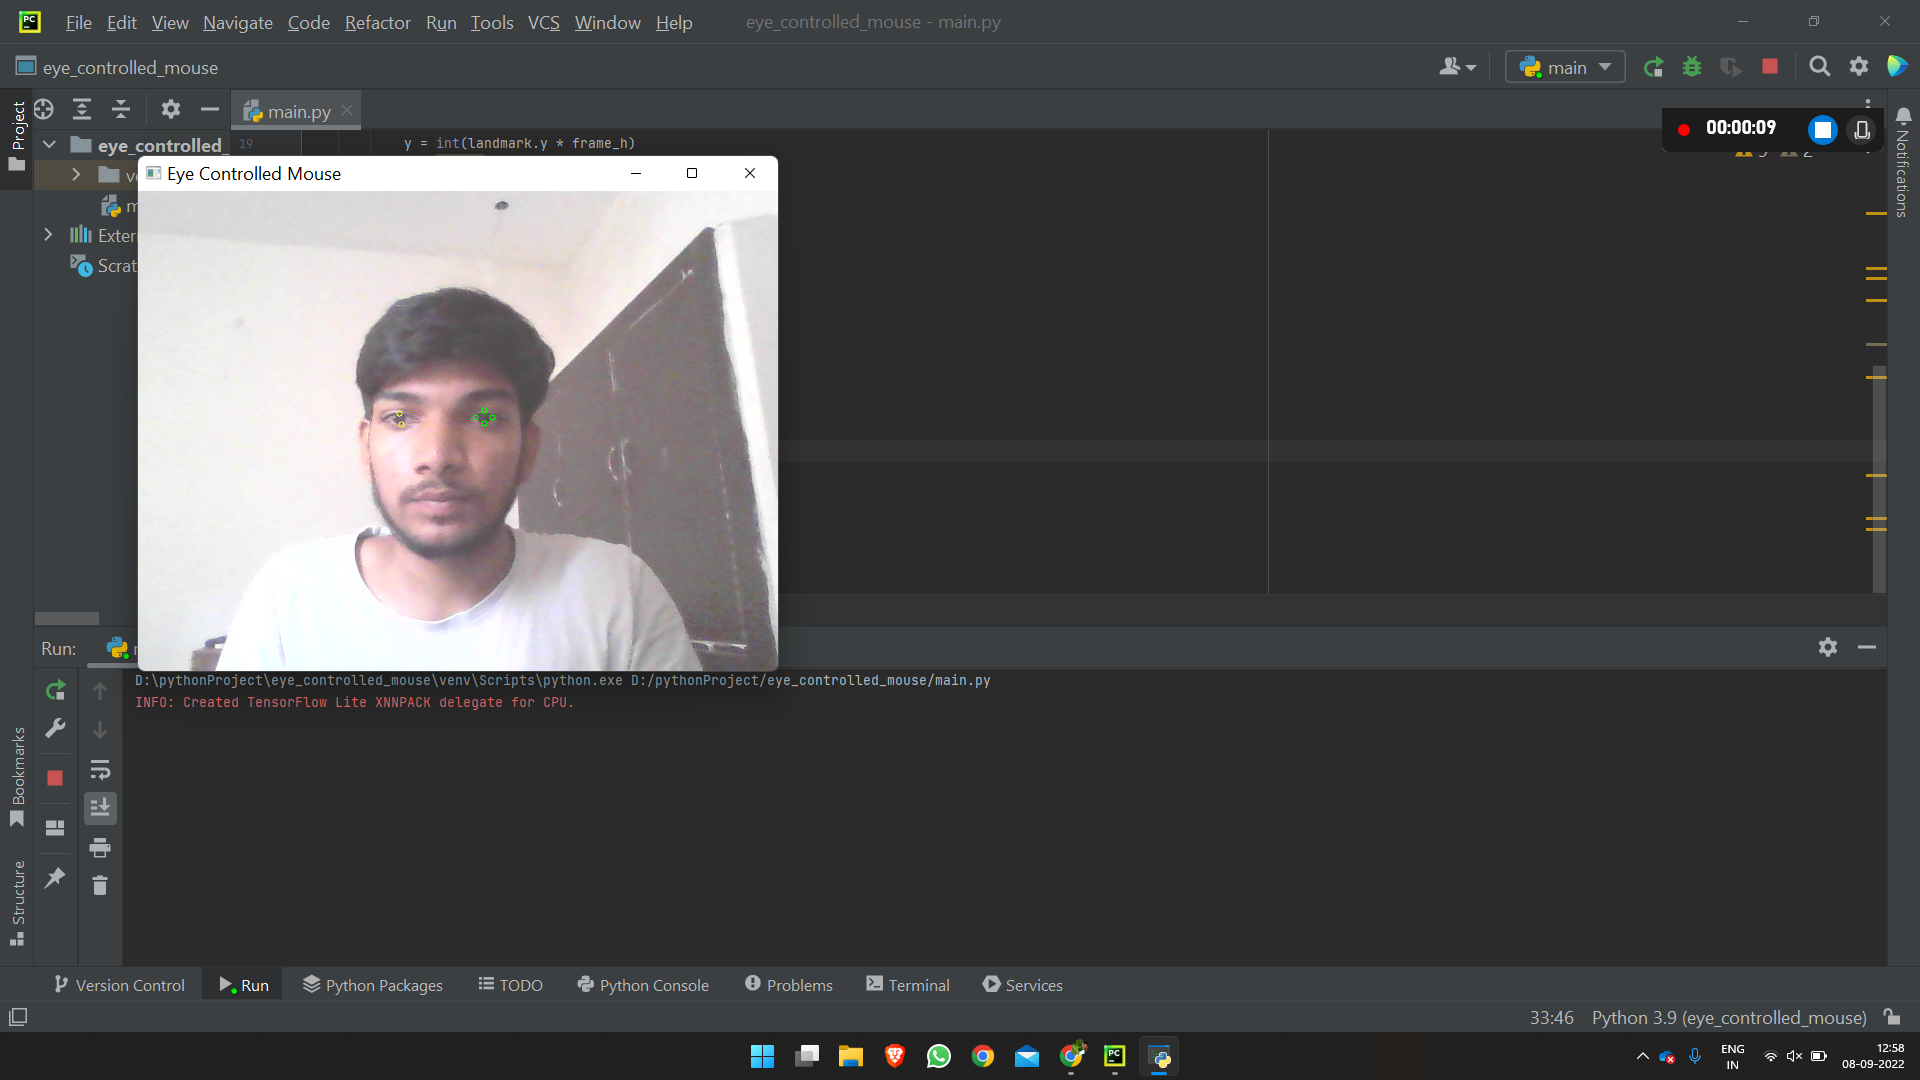 PC File Edit View Navigate Code Refactor Run Tools VCS Window Help eye_controlled_mouse - main.py
eye_controlled_mouse main
Project main.py
00:00:09
eye_controlled_ 19 y = int(landmark.y * frame_h)
Eye Controlled Mouse
Exter
Scrat
Notifications
Run:
D:\pythonProject\eye_controlled_mouse\venv\Scripts\python.exe D:/pythonProject/eye_controlled_mouse/main.py
INFO: Created TensorFlow Lite XNNPACK delegate for CPU.
Bookmarks
Structure
Version Control Run Python Packages TODO Python Console Problems Terminal Services
33:46 Python 3.9 (eye_controlled_mouse)
PC
ENG
IN
12:58
08-09-2022